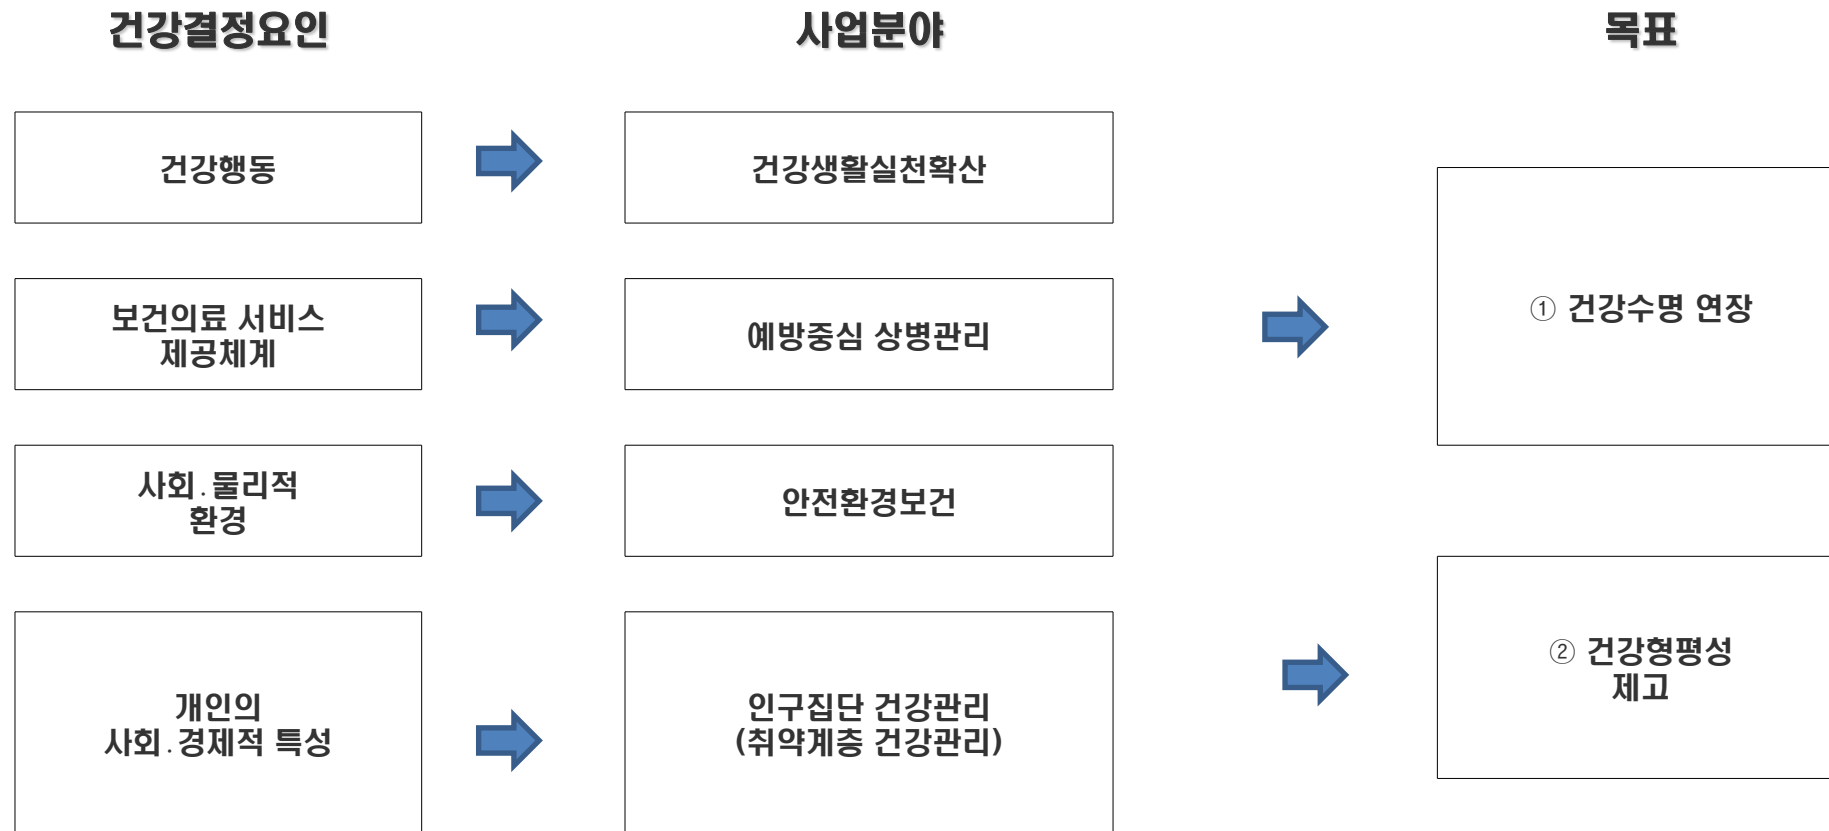 건강결정요인
사업분야
목표
건강행동
건강생활실천확산
보건의료 서비스
제공체계
예방중심 상병관리
① 건강수명 연장
사회.물리적
환경
안전환경보건
② 건강형평성
제고
개인의
사회.경제적 특성
인구집단 건강관리
(취약계층 건강관리)